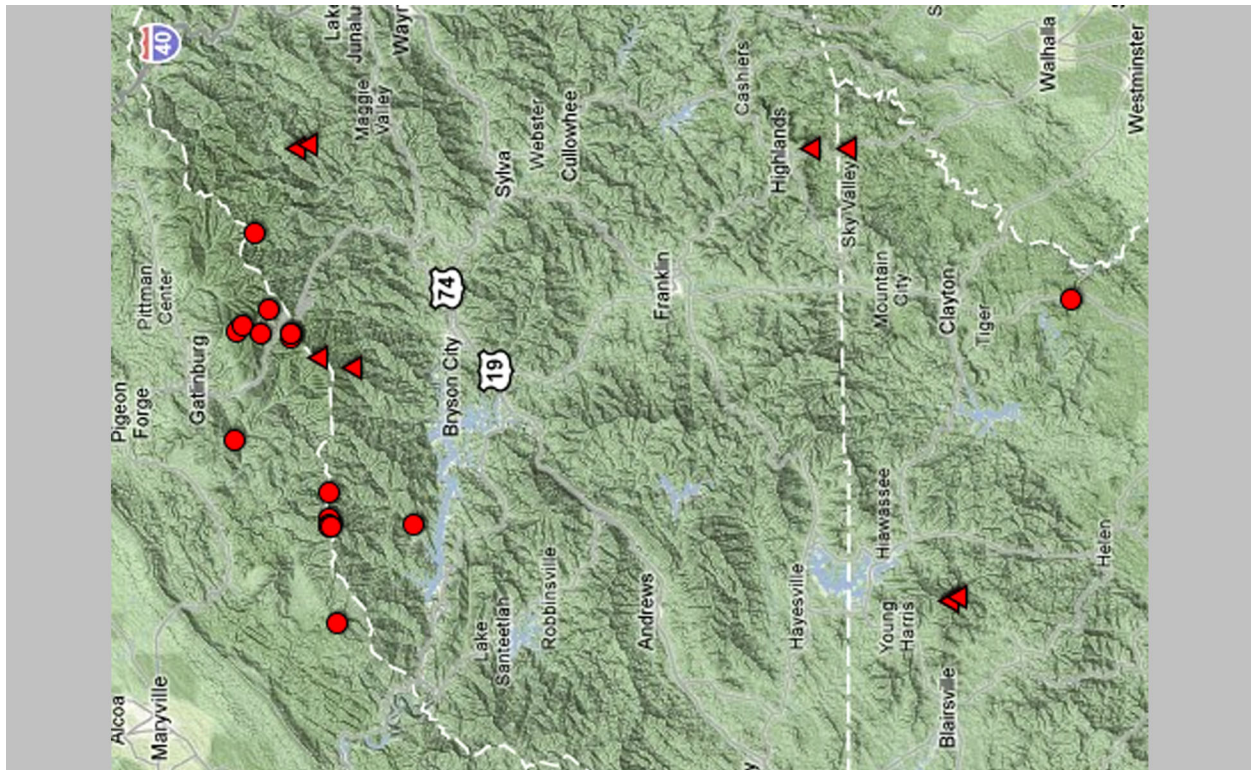 Alcoa
Pigeon
Forge
Maryville
Pittman
Center
40
Gatlinburg
Lake
Junalu
Maggie
Valley
Wayn
74
Bryson City
Lake
Santeetlah
19
Sylva
Webster
Robbinsville
Cullowhee
Andrews
Franklin
Cashiers
y
Highlands
Hayesville
Sky Valley
Hiawassee
Mountain
City
Young
Harris
S
Blairsville
Clayton
Tiger
Walhalla
Helen
Westminster